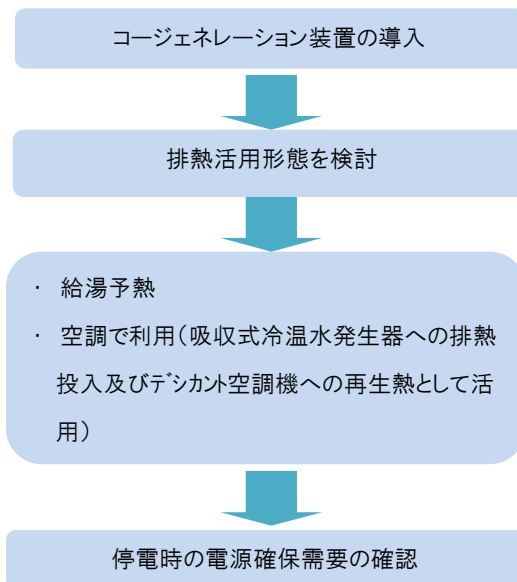 コージェネレーション装置の導入
排熱活用形態を検討
・ 給湯予熱
・ 空調で利用（吸収式冷温水発生器への排熱
投入及びﾃﾞｼｶﾝﾄ空調機への再生熱として活
用）
停電時の電源確保需要の確認